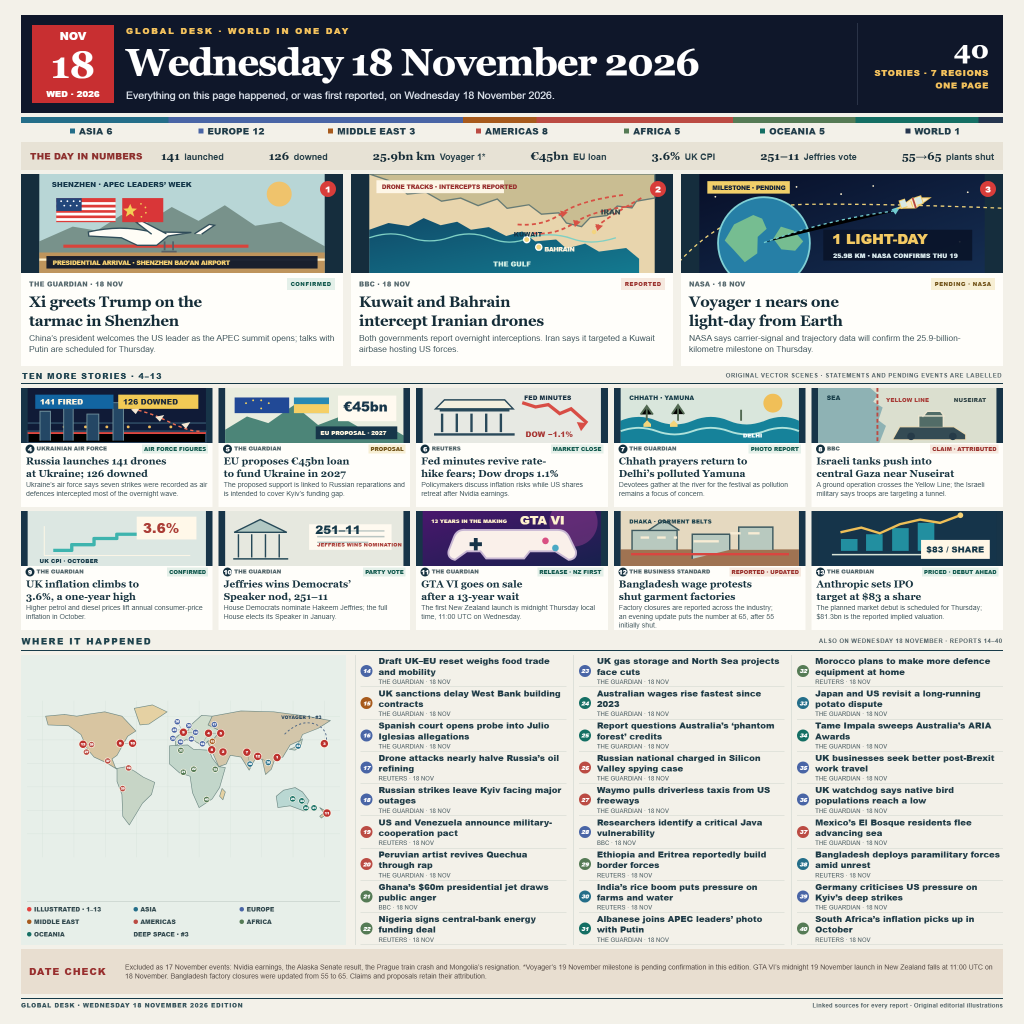 NOV
18
WED · 2026
GLOBAL DESK · WORLD IN ONE DAY
Wednesday 18 November 2026
Everything on this page happened, or was first reported, on Wednesday 18 November 2026.
40
STORIES · 7 REGIONS
ONE PAGE
ASIA 6
EUROPE 12
MIDDLE EAST 3
AMERICAS 8
AFRICA 5
OCEANIA 5
WORLD 1
THE DAY IN NUMBERS
141 launched
126 downed
25.9bn km Voyager 1*
€45bn EU loan
3.6% UK CPI
251–11 Jeffries vote
55→65 plants shut
SHENZHEN · APEC LEADERS' WEEK
1
PRESIDENTIAL ARRIVAL · SHENZHEN BAO'AN AIRPORT
THE GUARDIAN · 18 NOV
CONFIRMED
Xi greets Trump on the
tarmac in Shenzhen
China's president welcomes the US leader as the APEC summit opens; talks with
Putin are scheduled for Thursday.
DRONE TRACKS · INTERCEPTS REPORTED
2
IRAN
KUWAIT
BAHRAIN
THE GULF
BBC · 18 NOV
REPORTED
Kuwait and Bahrain
intercept Iranian drones
Both governments report overnight interceptions. Iran says it targeted a Kuwait
airbase hosting US forces.
MILESTONE · PENDING
3
1 LIGHT-DAY
25.9B KM · NASA CONFIRMS THU 19
NASA · 18 NOV
PENDING · NASA
Voyager 1 nears one
light-day from Earth
NASA says carrier-signal and trajectory data will confirm the 25.9-billion-
kilometre milestone on Thursday.
TEN MORE STORIES · 4–13
ORIGINAL VECTOR SCENES · STATEMENTS AND PENDING EVENTS ARE LABELLED
141 FIRED
126 DOWNED
4 UKRAINIAN AIR FORCE
AIR FORCE FIGURES
Russia launches 141 drones
at Ukraine; 126 downed
Ukraine's air force says seven strikes were recorded as air
defences intercepted most of the overnight wave.
€45bn
EU PROPOSAL · 2027
5 THE GUARDIAN
PROPOSAL
EU proposes €45bn loan
to fund Ukraine in 2027
The proposed support is linked to Russian reparations and
is intended to cover Kyiv's funding gap.
FED MINUTES
DOW −1.1%
6 REUTERS
MARKET CLOSE
Fed minutes revive rate-
hike fears; Dow drops 1.1%
Policymakers discuss inflation risks while US shares
retreat after Nvidia earnings.
CHHATH · YAMUNA
DELHI
7 THE GUARDIAN
PHOTO REPORT
Chhath prayers return to
Delhi's polluted Yamuna
Devotees gather at the river for the festival as pollution
remains a focus of concern.
SEA
YELLOW LINE
NUSEIRAT
8 BBC
CLAIM · ATTRIBUTED
Israeli tanks push into
central Gaza near Nuseirat
A ground operation crosses the Yellow Line; the Israeli
military says troops are targeting a tunnel.
3.6%
UK CPI · OCTOBER
9 THE GUARDIAN
CONFIRMED
UK inflation climbs to
3.6%, a one-year high
Higher petrol and diesel prices lift annual consumer-price
inflation in October.
251–11
JEFFRIES WINS NOMINATION
10 THE GUARDIAN
PARTY VOTE
Jeffries wins Democrats'
Speaker nod, 251–11
House Democrats nominate Hakeem Jeffries; the full
House elects its Speaker in January.
13 YEARS IN THE MAKING
GTA VI
11 THE GUARDIAN
RELEASE · NZ FIRST
GTA VI goes on sale
after a 13-year wait
The first New Zealand launch is midnight Thursday local
time, 11:00 UTC on Wednesday.
DHAKA · GARMENT BELTS
12 THE BUSINESS STANDARD
REPORTED · UPDATED
Bangladesh wage protests
shut garment factories
Factory closures are reported across the industry;
an evening update puts the number at 65, after 55
initially shut.
$83 / SHARE
13 THE GUARDIAN
PRICED · DEBUT AHEAD
Anthropic sets IPO
target at $83 a share
The planned market debut is scheduled for Thursday;
$81.3bn is the reported implied valuation.
WHERE IT HAPPENED
ALSO ON WEDNESDAY 18 NOVEMBER · REPORTS 14–40
VOYAGER 1 · #3
ILLUSTRATED · 1–13
ASIA
EUROPE
MIDDLE EAST
AMERICAS
AFRICA
OCEANIA
DEEP SPACE · #3
14 Draft UK–EU reset weighs food trade
and mobility
THE GUARDIAN · 18 NOV
15 UK sanctions delay West Bank building
contracts
THE GUARDIAN · 18 NOV
16 Spanish court opens probe into Julio
Iglesias allegations
THE GUARDIAN · 18 NOV
17 Drone attacks nearly halve Russia's oil
refining
REUTERS · 18 NOV
18 Russian strikes leave Kyiv facing major
outages
THE GUARDIAN · 18 NOV
19 US and Venezuela announce military-
cooperation pact
REUTERS · 18 NOV
20 Peruvian artist revives Quechua
through rap
THE GUARDIAN · 18 NOV
21 Ghana's $60m presidential jet draws
public anger
BBC · 18 NOV
22 Nigeria signs central-bank energy
funding deal
REUTERS · 18 NOV
23 UK gas storage and North Sea projects
face cuts
THE GUARDIAN · 18 NOV
24 Australian wages rise fastest since
2023
THE GUARDIAN · 18 NOV
25 Report questions Australia's 'phantom
forest' credits
THE GUARDIAN · 18 NOV
26 Russian national charged in Silicon
Valley spying case
THE GUARDIAN · 18 NOV
27 Waymo pulls driverless taxis from US
freeways
THE GUARDIAN · 18 NOV
28 Researchers identify a critical Java
vulnerability
BBC · 18 NOV
29 Ethiopia and Eritrea reportedly build
border forces
REUTERS · 18 NOV
30 India's rice boom puts pressure on
farms and water
REUTERS · 18 NOV
31 Albanese joins APEC leaders' photo
with Putin
THE GUARDIAN · 18 NOV
32 Morocco plans to make more defence
equipment at home
REUTERS · 18 NOV
33 Japan and US revisit a long-running
potato dispute
REUTERS · 18 NOV
34 Tame Impala sweeps Australia's ARIA
Awards
THE GUARDIAN · 18 NOV
35 UK businesses seek better post-Brexit
work travel
THE GUARDIAN · 18 NOV
36 UK watchdog says native bird
populations reach a low
THE GUARDIAN · 18 NOV
37 Mexico's El Bosque residents flee
advancing sea
THE GUARDIAN · 18 NOV
38 Bangladesh deploys paramilitary forces
amid unrest
REUTERS · 18 NOV
39 Germany criticises US pressure on
Kyiv's deep strikes
THE GUARDIAN · 18 NOV
40 South Africa's inflation picks up in
October
REUTERS · 18 NOV
DATE CHECK
Excluded as 17 November events: Nvidia earnings, the Alaska Senate result, the Prague train crash and Mongolia's resignation. *Voyager's 19 November milestone is pending confirmation in this edition. GTA VI's midnight 19 November launch in New Zealand falls at 11:00 UTC on
18 November. Bangladesh factory closures were updated from 55 to 65. Claims and proposals retain their attribution.
GLOBAL DESK · WEDNESDAY 18 NOVEMBER 2026 EDITION
Linked sources for every report · Original editorial illustrations